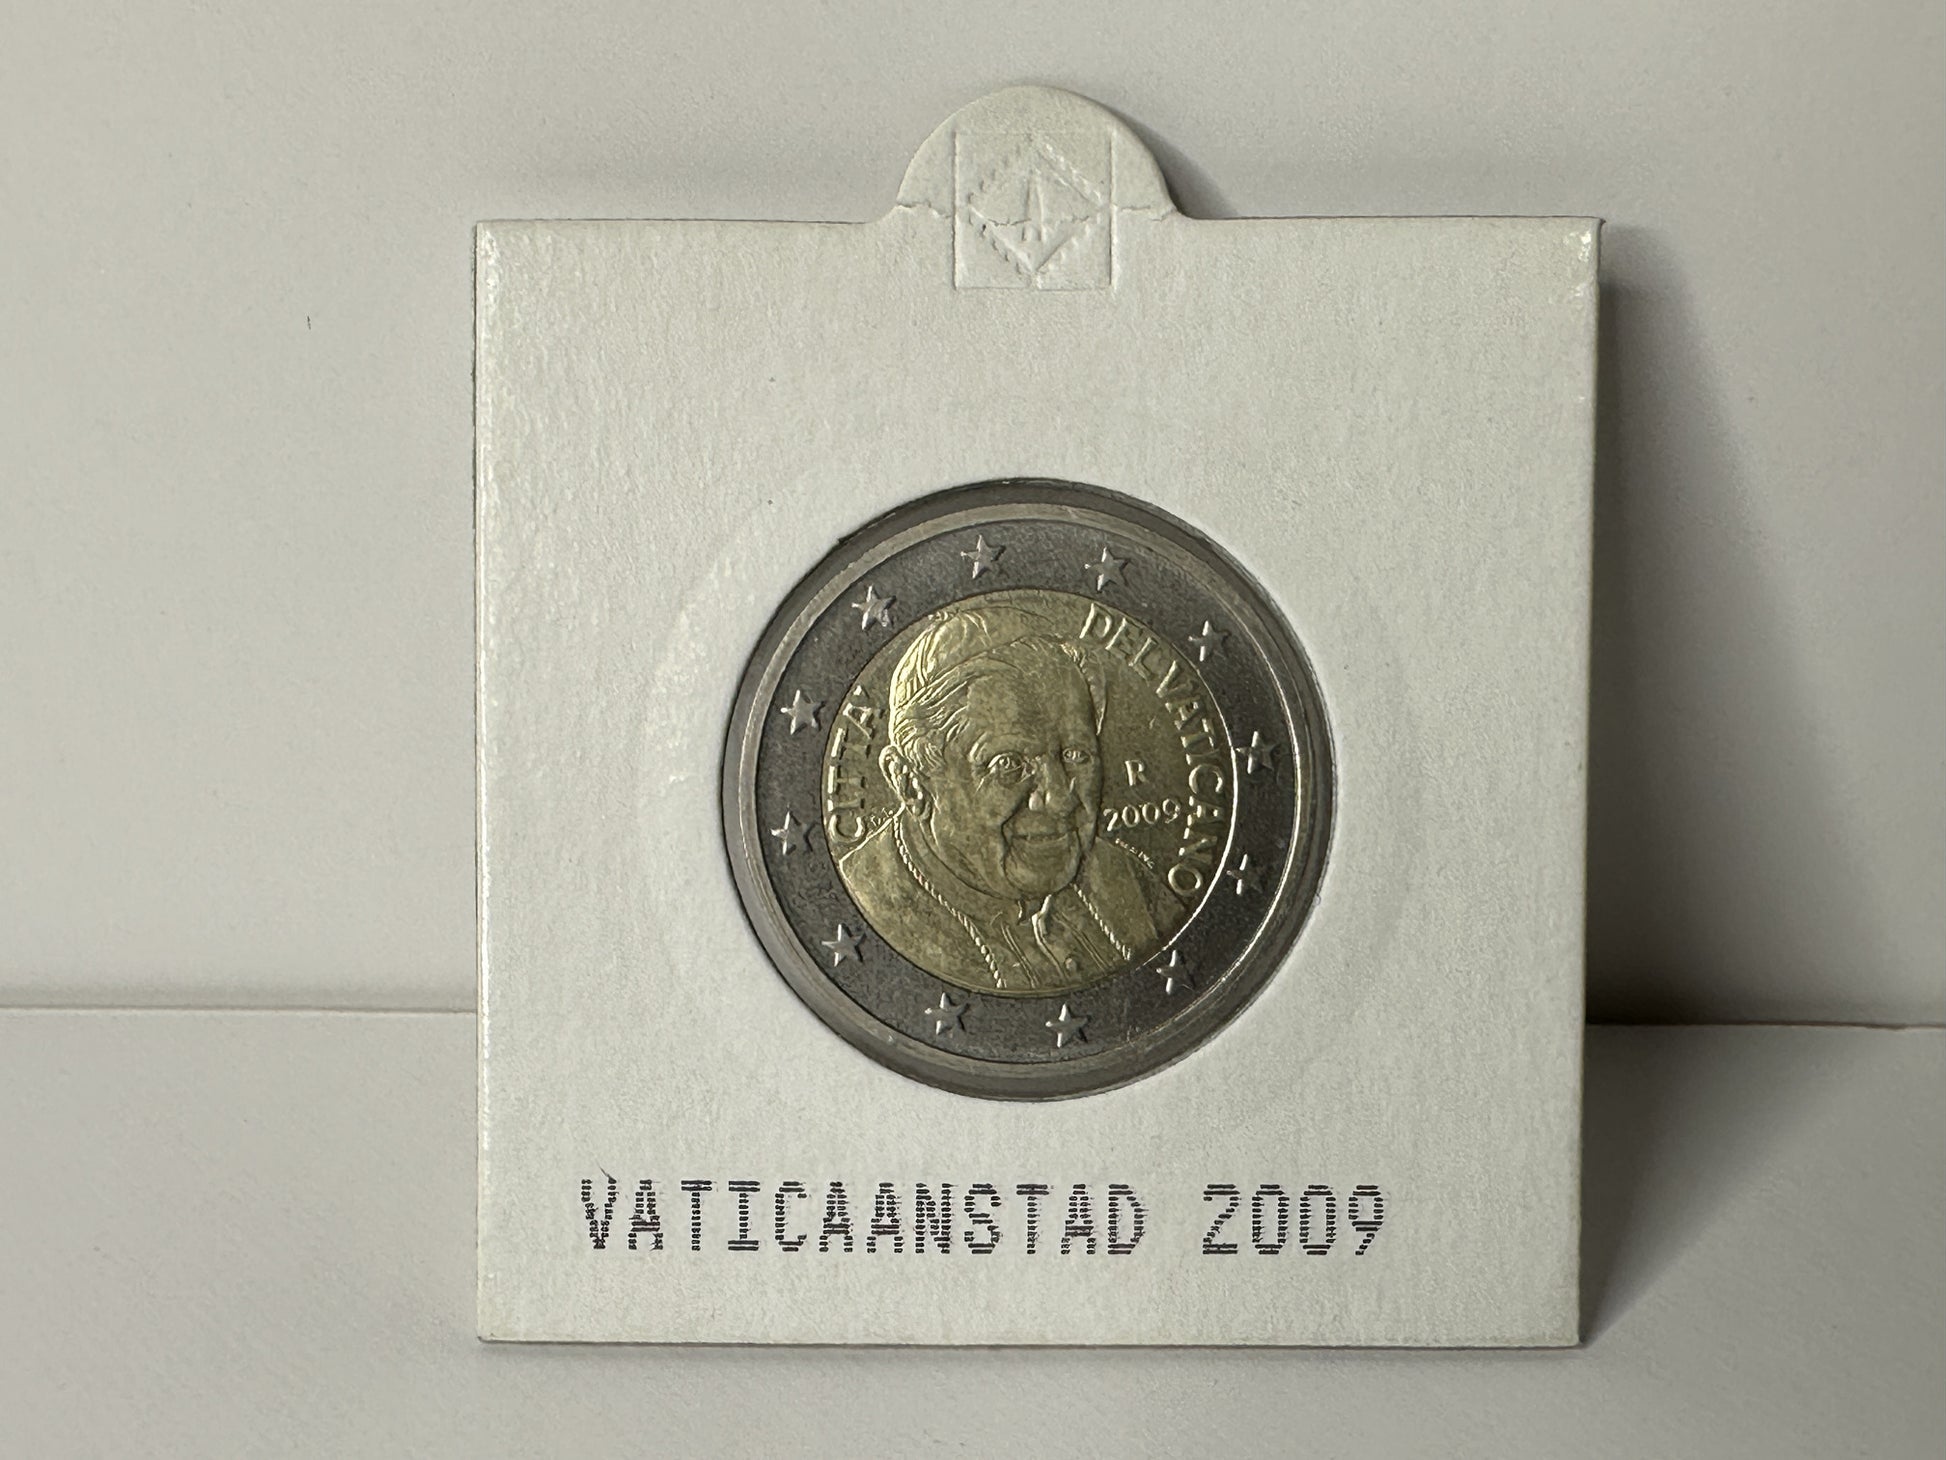 CITTA' DEL VATICANO
R
2009
VATICAANSTAD 2009